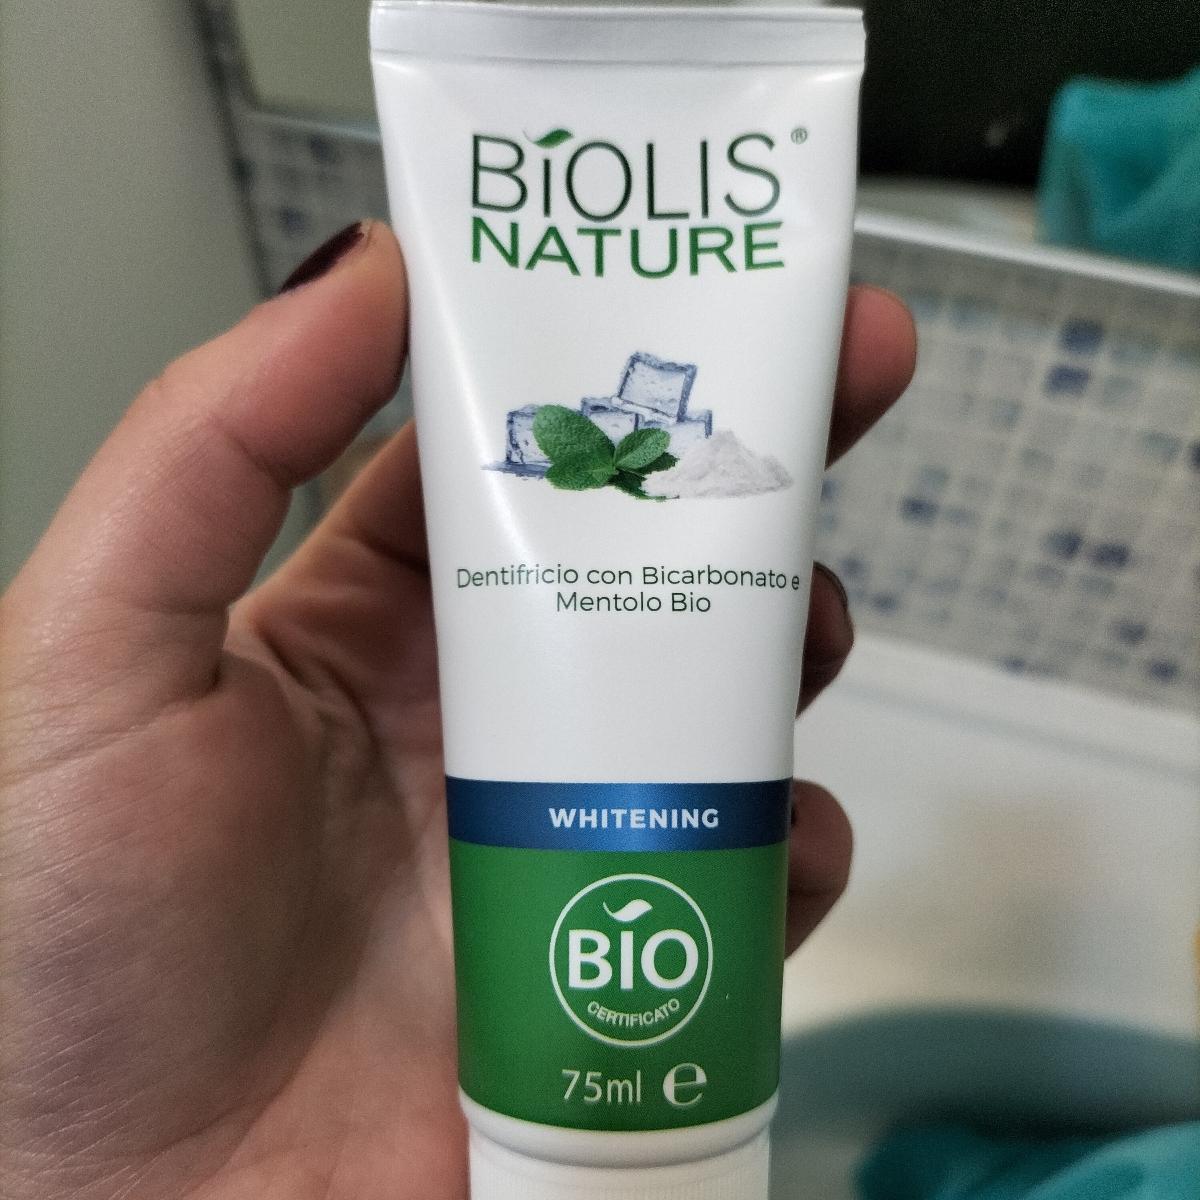 BIOLIS®
NATURE
Dentifricio con Bicarbonato e
Mentolo Bio
WHITENING
BIO
CERTIFICATO
75ml ℮